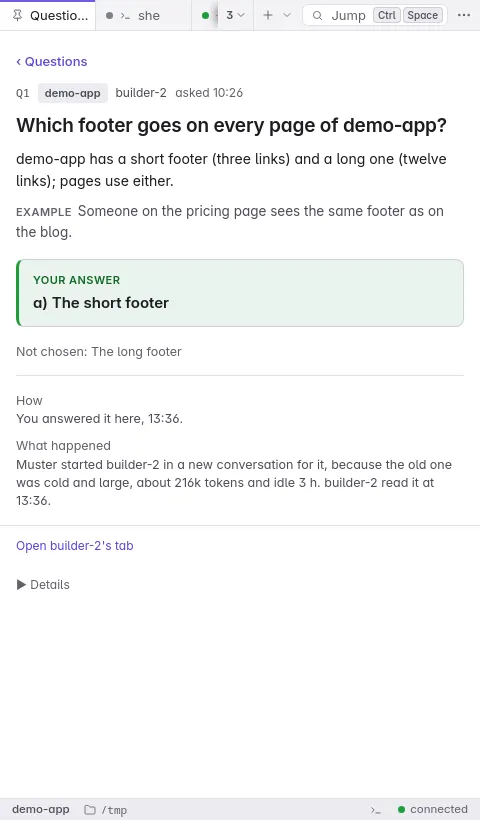 Questio... she 3 Jump Ctrl Space
‹ Questions
Q1 demo-app builder-2 asked 10:26
Which footer goes on every page of demo-app?
demo-app has a short footer (three links) and a long one (twelve
links); pages use either.
EXAMPLE Someone on the pricing page sees the same footer as on
the blog.
YOUR ANSWER
a) The short footer
Not chosen: The long footer
How
You answered it here, 13:36.
What happened
Muster started builder-2 in a new conversation for it, because the old one
was cold and large, about 216k tokens and idle 3 h. builder-2 read it at
13:36.
Open builder-2's tab
▶ Details
demo-app /tmp connected